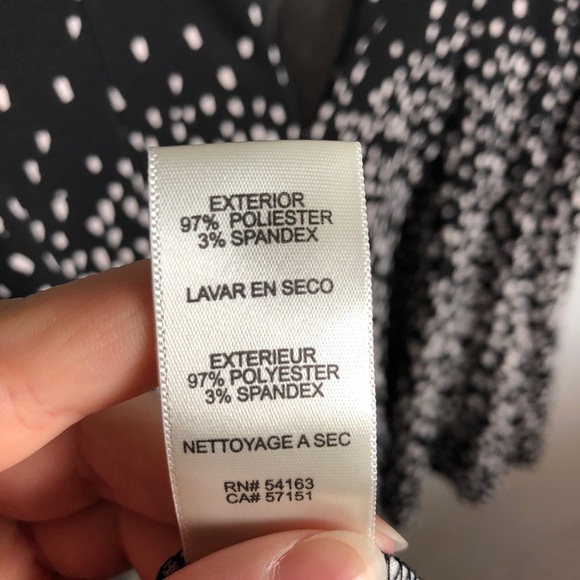 EXTERIOR
97% POLIESTER
3% SPANDEX
LAVAR EN SECO
EXTERIEUR
97% POLYESTER
3% SPANDEX
NETTOYAGE A SEC
RN# 54163
CA# 57151